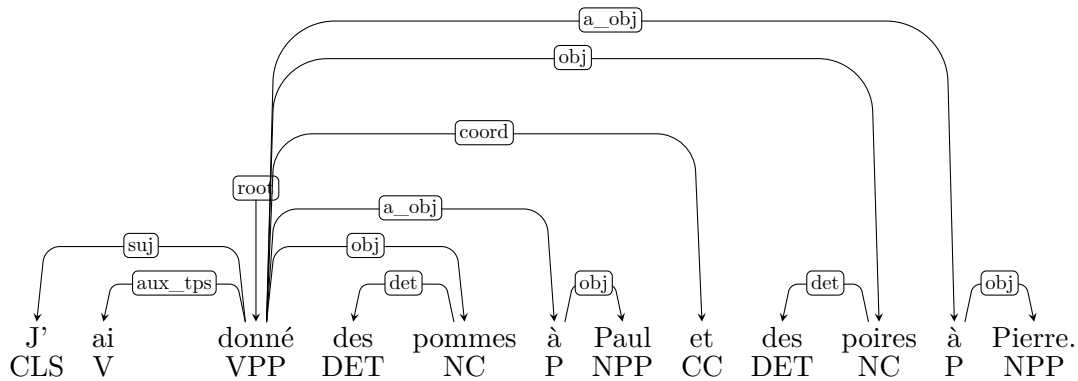 a_obj
obj
coord
root
a_obj
suj obj
aux_tps det obj det obj
J' ai donné des pommes à Paul et des poires à Pierre.
CLS V VPP DET NC P NPP CC DET NC P NPP